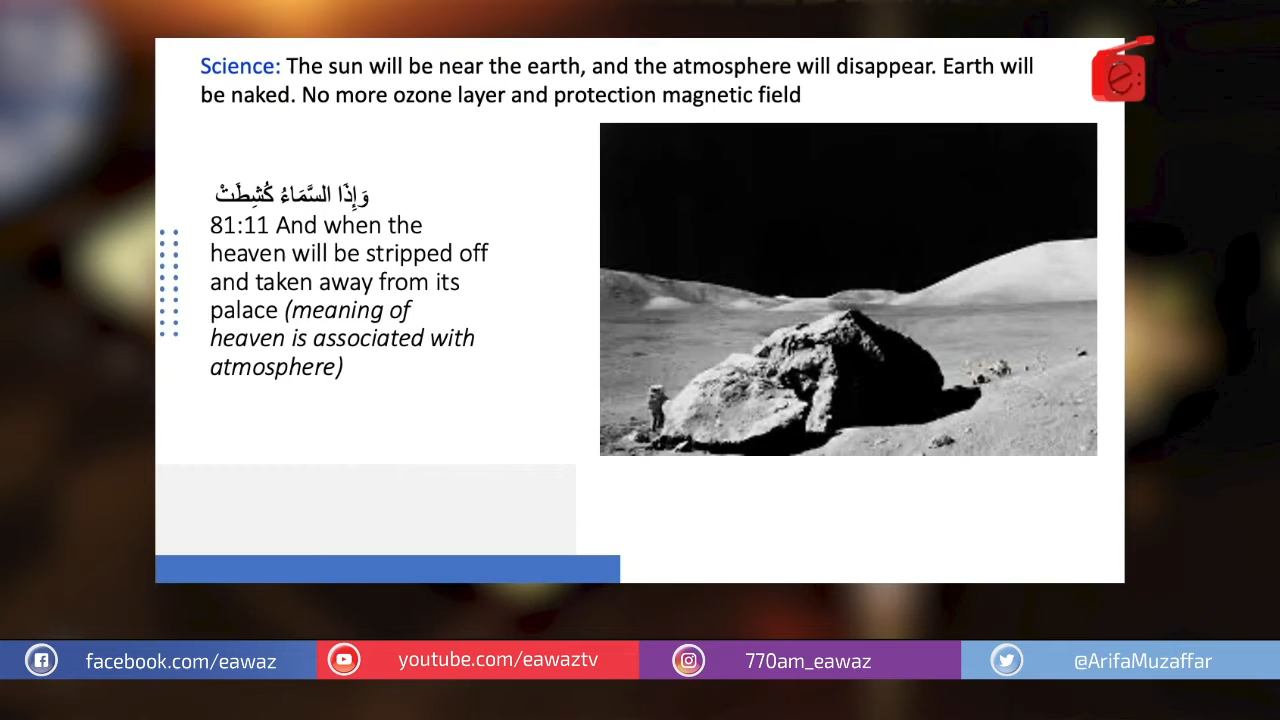 Science: The sun will be near the earth, and the atmosphere will disappear. Earth will
be naked. No more ozone layer and protection magnetic field
e:
وَإِذَا السَّمَاءُ كُشِطَتْ
81:11 And when the
heaven will be stripped off
and taken away from its
palace (meaning of
heaven is associated with
atmosphere)
facebook.com/eawaz
youtube.com/eawaztv
770am_eawaz
@ArifaMuzaffar